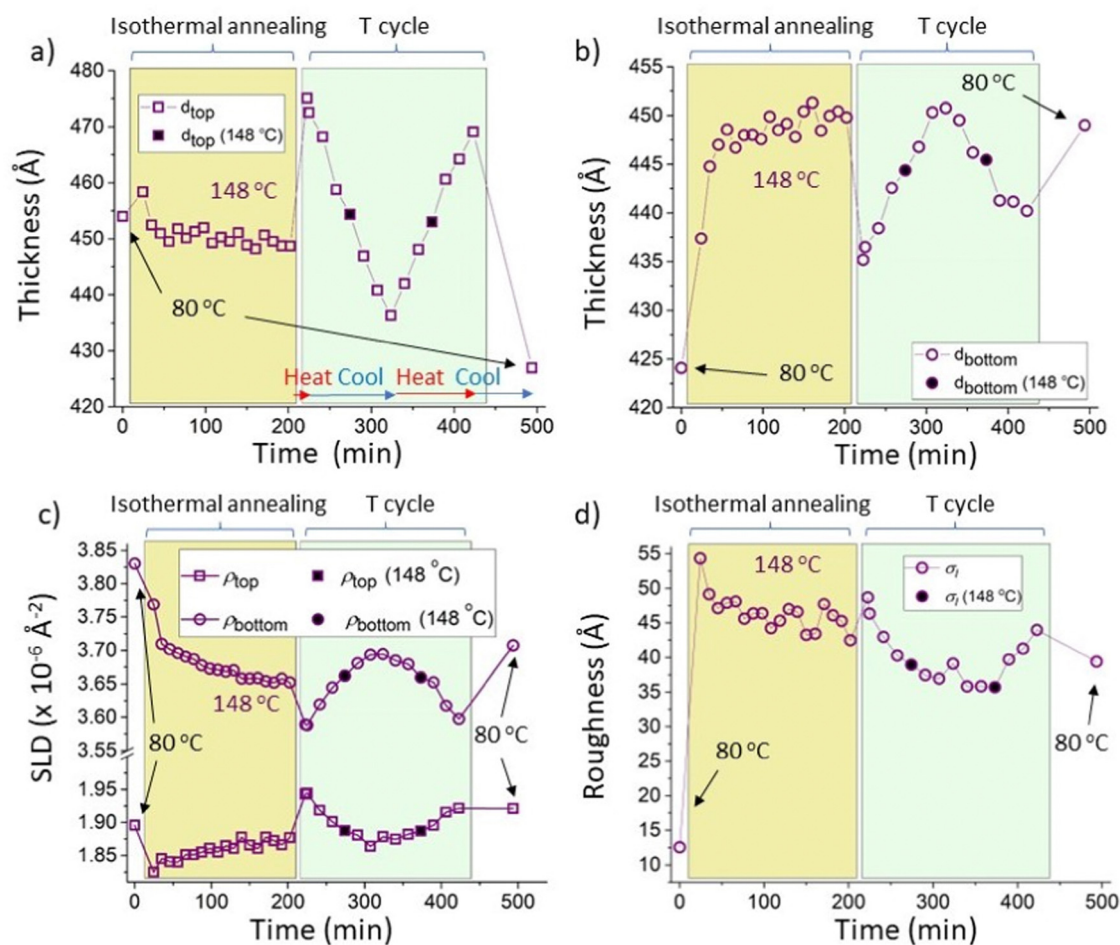 Isothermal annealing T cycle
a)
480
470
460
450
440
430
420
Thickness (Å)
d_top
d_top (148 °C)
148 °C
80 °C
Heat Cool Heat Cool
0 100 200 300 400 500
Time (min)
Isothermal annealing T cycle
b)
455
450
445
440
435
430
425
420
Thickness (Å)
80 °C
148 °C
80 °C
d_bottom
d_bottom (148 °C)
0 100 200 300 400 500
Time (min)
Isothermal annealing T cycle
c)
3.85
3.80
3.75
3.70
3.65
3.60
3.55
1.95
1.90
1.85
SLD (x 10⁻⁶ Å⁻²)
ρ_top ρ_top (148 °C)
ρ_bottom ρ_bottom (148 °C)
148 °C
80 °C
80 °C
0 100 200 300 400 500
Time (min)
Isothermal annealing T cycle
d)
55
50
45
40
35
30
25
20
15
10
Roughness (Å)
148 °C
σ_I
σ_I (148 °C)
80 °C
80 °C
0 100 200 300 400 500
Time (min)